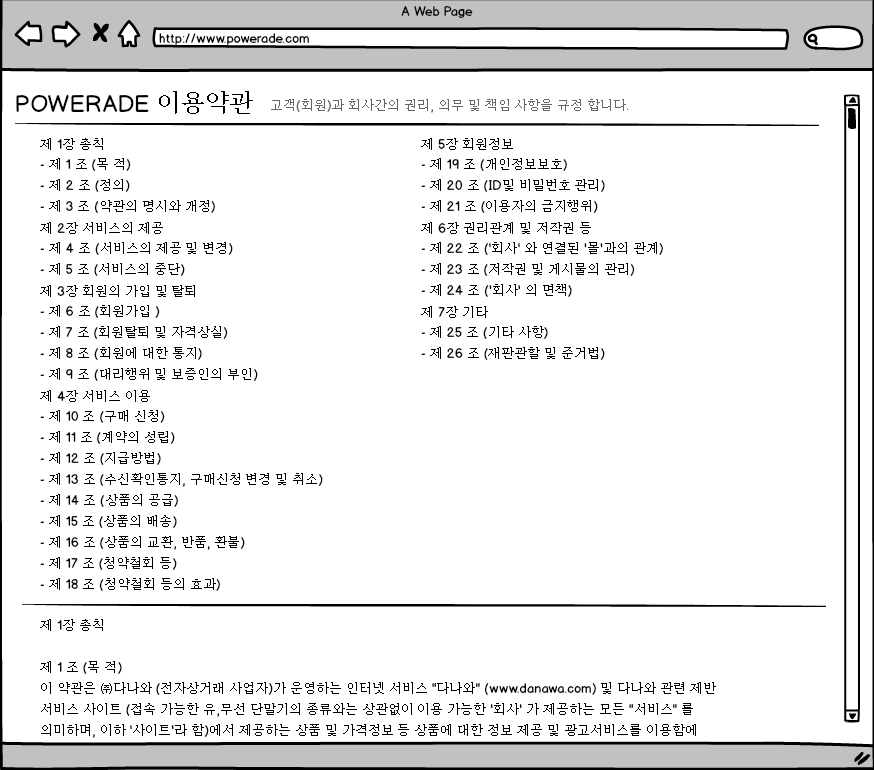 A Web Page
http://www.powerade.com
POWERADE 이용약관 고객(회원)과 회사간의 권리, 의무 및 책임 사항을 규정 합니다.
제 1장 총칙
- 제 1 조 (목 적)
- 제 2 조 (정의)
- 제 3 조 (약관의 명시와 개정)
제 2장 서비스의 제공
- 제 4 조 (서비스의 제공 및 변경)
- 제 5 조 (서비스의 중단)
제 3장 회원의 가입 및 탈퇴
- 제 6 조 (회원가입 )
- 제 7 조 (회원탈퇴 및 자격상실)
- 제 8 조 (회원에 대한 통지)
- 제 9 조 (대리행위 및 보증인의 부인)
제 4장 서비스 이용
- 제 10 조 (구매 신청)
- 제 11 조 (계약의 성립)
- 제 12 조 (지급방법)
- 제 13 조 (수신확인통지, 구매신청 변경 및 취소)
- 제 14 조 (상품의 공급)
- 제 15 조 (상품의 배송)
- 제 16 조 (상품의 교환, 반품, 환불)
- 제 17 조 (청약철회 등)
- 제 18 조 (청약철회 등의 효과)
제 5장 회원정보
- 제 19 조 (개인정보보호)
- 제 20 조 (ID및 비밀번호 관리)
- 제 21 조 (이용자의 금지행위)
제 6장 권리관계 및 저작권 등
- 제 22 조 ('회사' 와 연결된 '몰'과의 관계)
- 제 23 조 (저작권 및 게시물의 관리)
- 제 24 조 ('회사' 의 면책)
제 7장 기타
- 제 25 조 (기타 사항)
- 제 26 조 (재판관할 및 준거법)
제 1장 총칙
제 1 조 (목 적)
이 약관은 ㈜다나와 (전자상거래 사업자)가 운영하는 인터넷 서비스 "다나와" (www.danawa.com) 및 다나와 관련 제반
서비스 사이트 (접속 가능한 유,무선 단말기의 종류와는 상관없이 이용 가능한 '회사' 가 제공하는 모든 "서비스" 를
의미하며, 이하 '사이트'라 함)에서 제공하는 상품 및 가격정보 등 상품에 대한 정보 제공 및 광고서비스를 이용함에